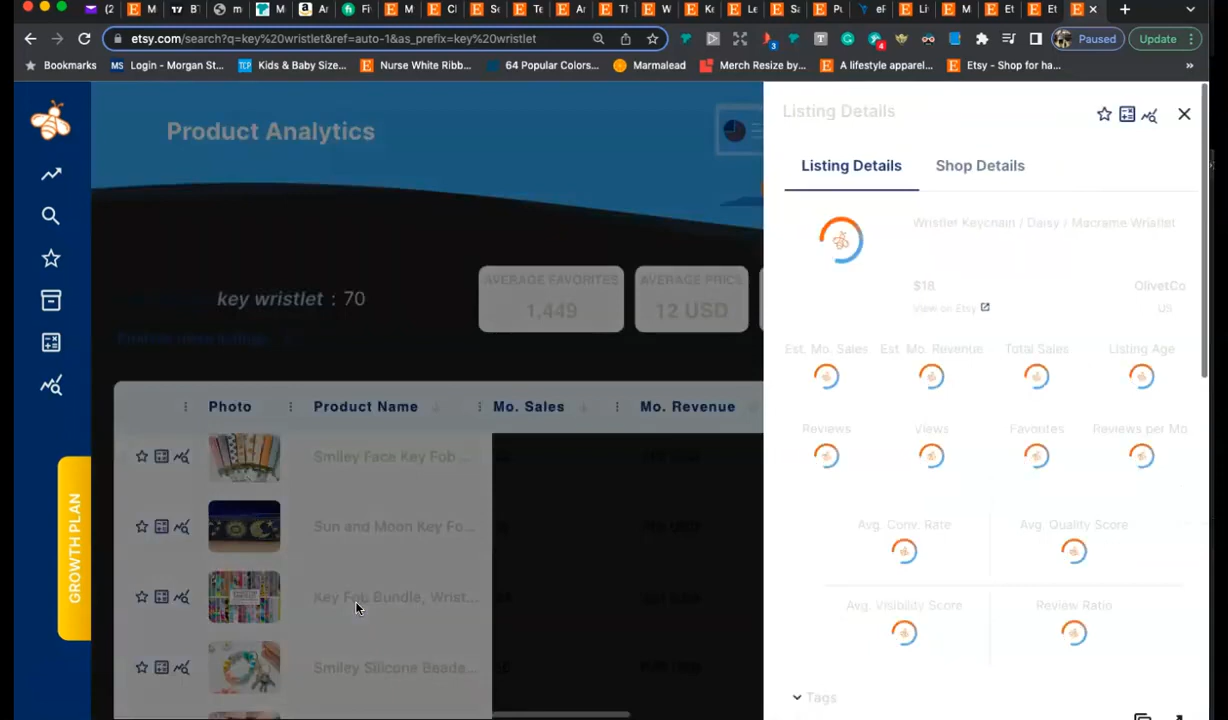 etsy.com/search?q=key%20wristlet&ref=auto-1&as_prefix=key%20wristlet
Paused
Update
Bookmarks
Login - Morgan St...
Kids & Baby Size...
Nurse White Ribb...
64 Popular Colors...
Marmalead
Merch Resize by...
A lifestyle apparel...
Etsy - Shop for ha...
»
Product Analytics
key wristlet : 70
AVERAGE FAVORITES
1,449
AVERAGE PRICE
12 USD
Photo
Product Name
Mo. Sales
Mo. Revenue
Smiley Face Key Fob ...
Sun and Moon Key Fo...
Key Fob Bundle, Wrist...
Smiley Silicone Beade...
GROWTH PLAN
Listing Details
Listing Details
Shop Details
Wristlet Keychain / Daisy / Macrame Wristlet
$18
OlivetCo
View on Etsy
US
Est. Mo. Sales
Est. Mo. Revenue
Total Sales
Listing Age
Reviews
Views
Favorites
Reviews per Mo
Avg. Conv. Rate
Avg. Quality Score
Avg. Visibility Score
Review Ratio
Tags